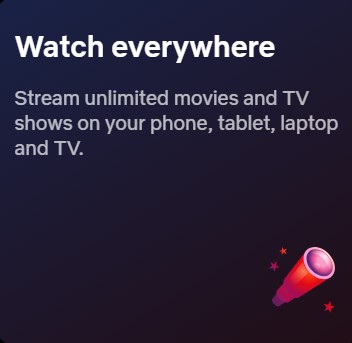 Watch everywhere
Stream unlimited movies and TV
shows on your phone, tablet, laptop
and TV.